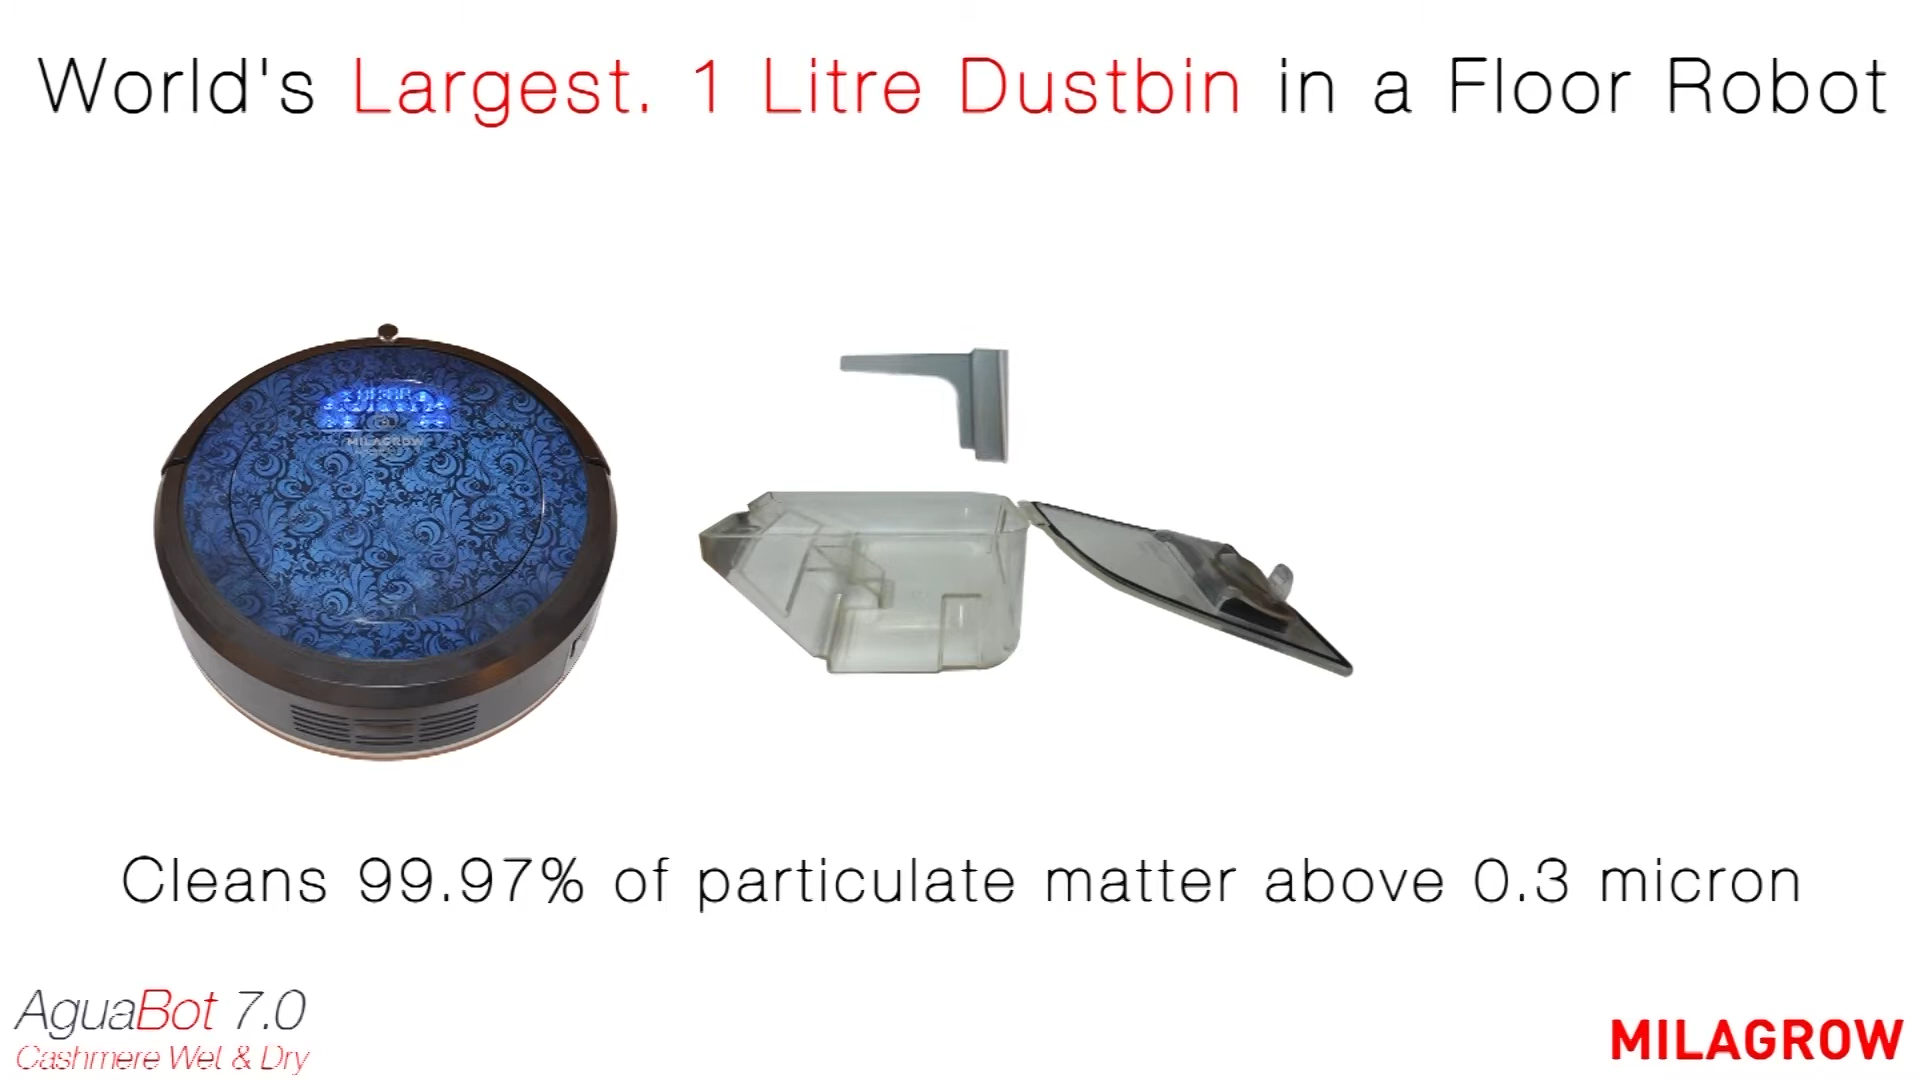 World's Largest. 1 Litre Dustbin in a Floor Robot
MILAGROW
Cleans 99.97% of particulate matter above 0.3 micron
AguaBot 7.0
Cashmere Wet & Dry
MILAGROW